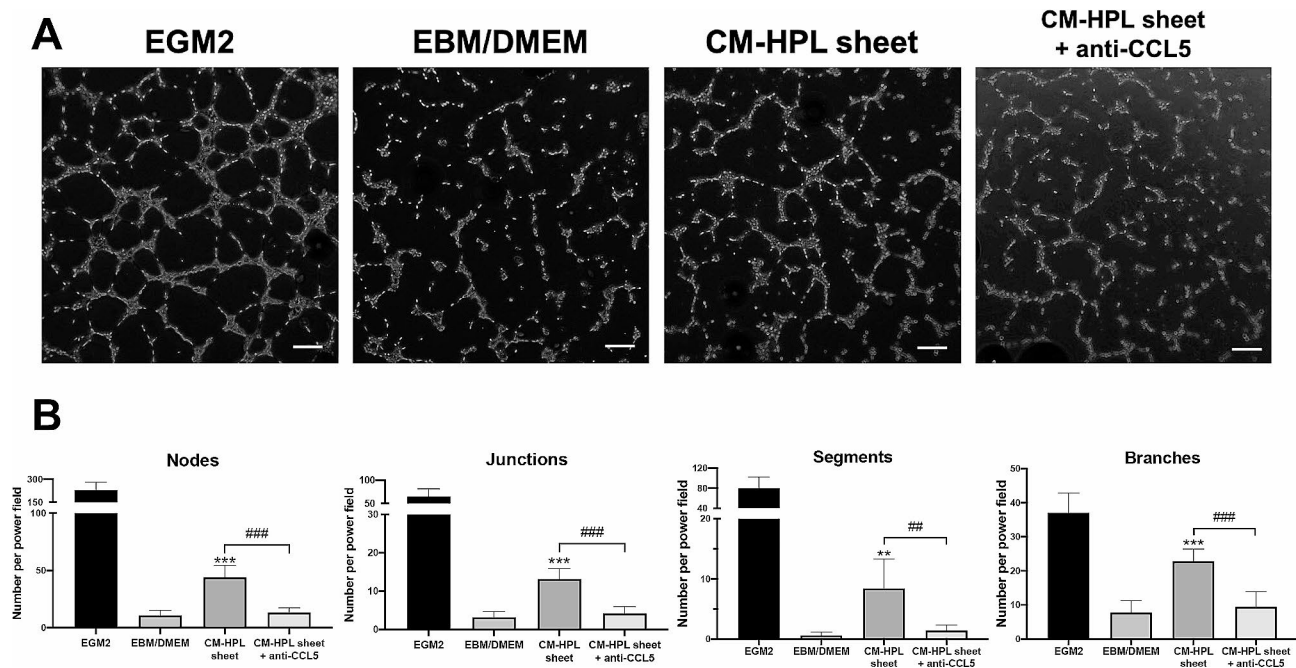 A
EGM2
EBM/DMEM
CM-HPL sheet
CM-HPL sheet
+ anti-CCL5
B
Nodes
Number per power field
300
150
100
50
0
***
###
EGM2
EBM/DMEM
CM-HPL
sheet
CM-HPL sheet
+ anti-CCL5
Junctions
Number per power field
100
50
30
20
10
0
***
###
EGM2
EBM/DMEM
CM-HPL
sheet
CM-HPL sheet
+ anti-CCL5
Segments
Number per power field
120
80
40
20
10
0
**
##
EGM2
EBM/DMEM
CM-HPL
sheet
CM-HPL sheet
+ anti-CCL5
Branches
Number per power field
50
40
30
20
10
0
***
###
EGM2
EBM/DMEM
CM-HPL
sheet
CM-HPL sheet
+ anti-CCL5